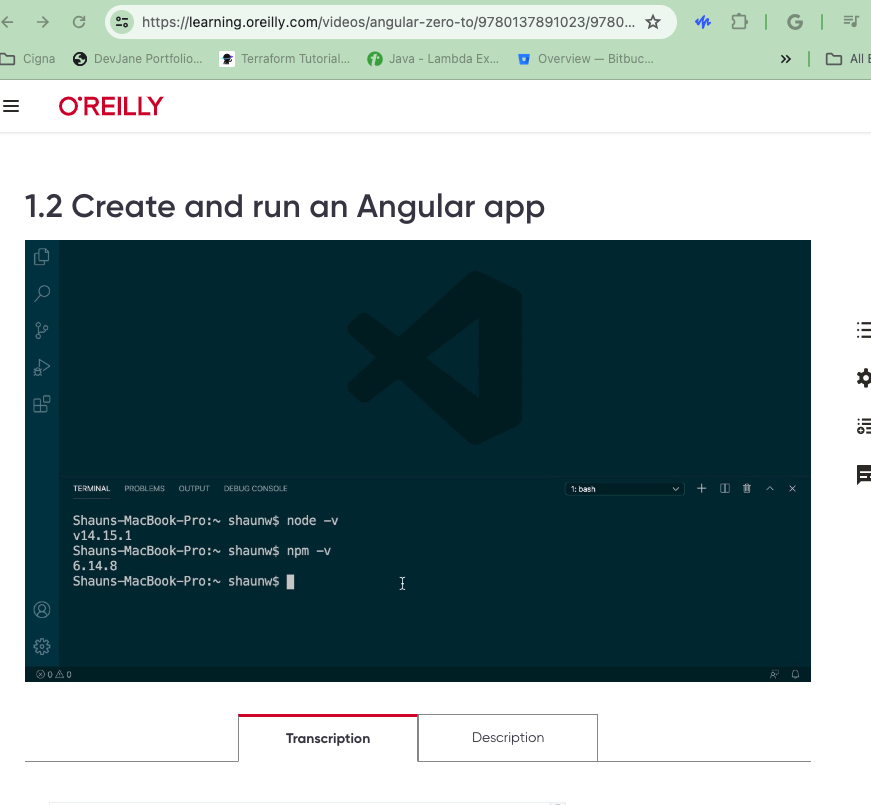 https://learning.oreilly.com/videos/angular-zero-to/9780137891023/9780...
Cigna DevJane Portfolio... Terraform Tutorial... Java - Lambda Ex... Overview — Bitbuc... » All
O'REILLY
1.2 Create and run an Angular app
TERMINAL PROBLEMS OUTPUT DEBUG CONSOLE 1: bash
Shauns-MacBook-Pro:~ shaunw$ node -v
v14.15.1
Shauns-MacBook-Pro:~ shaunw$ npm -v
6.14.8
Shauns-MacBook-Pro:~ shaunw$
0 0
Transcription Description